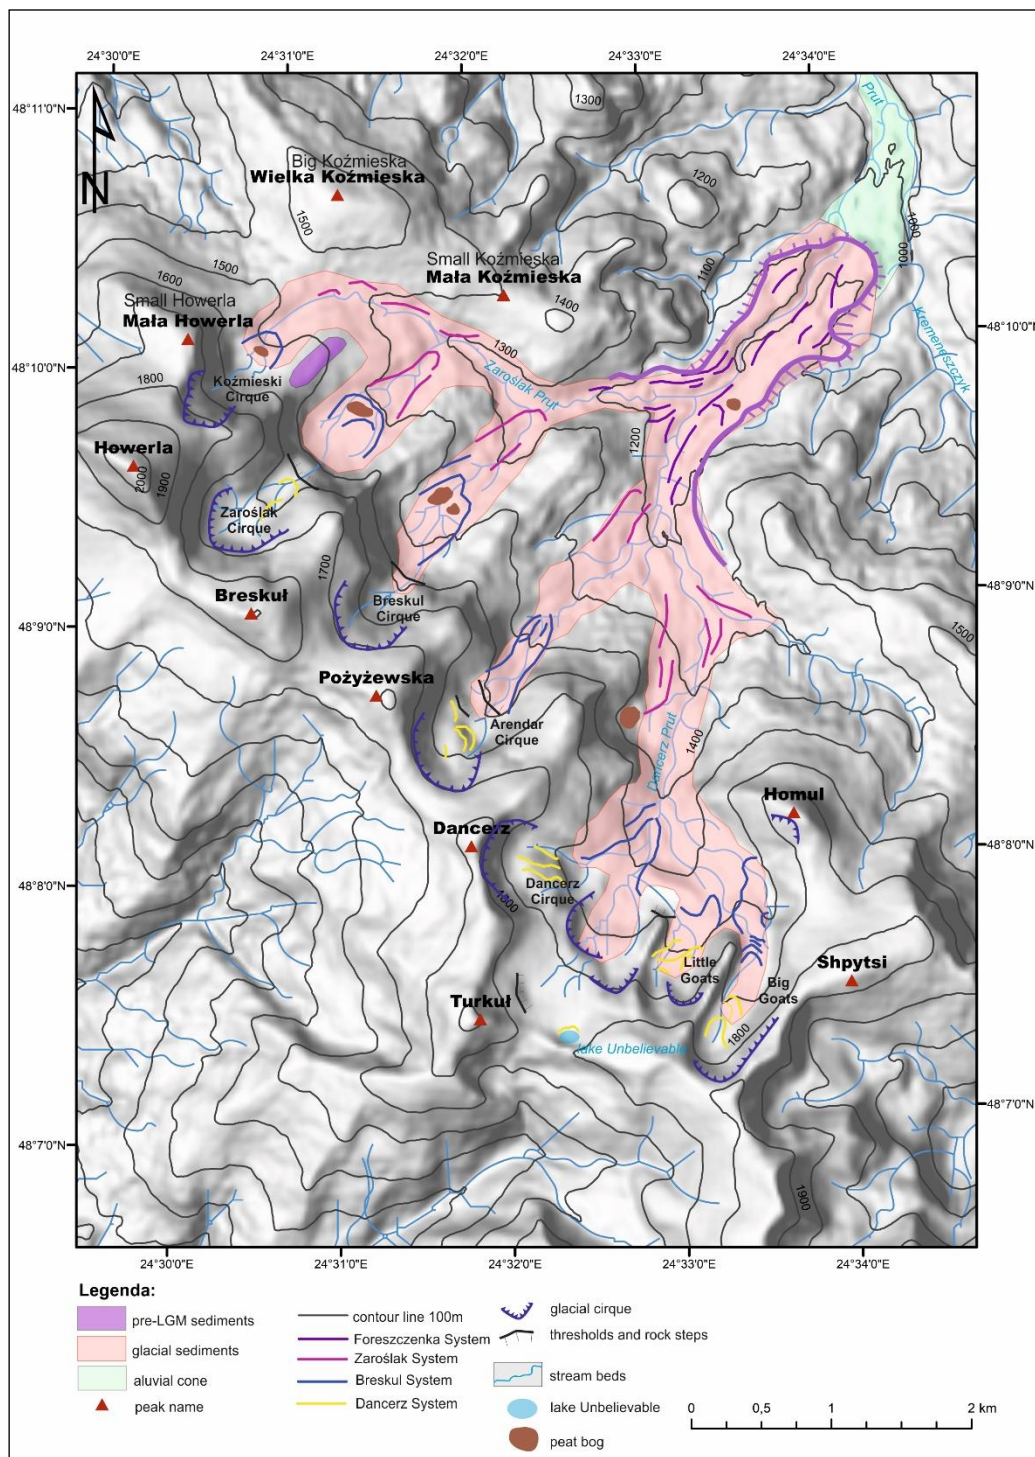 24°30'0"E
24°31'0"E
24°32'0"E
24°33'0"E
24°34'0"E
48°11'0"N
1300
Prut
N
Big Koźmieska
Wielka Koźmieska
1200
1500
1000
1000
Small Koźmieska
Mała Koźmieska
1100
1500
1600
1400
Small Howerla
Mała Howerla
48°10'0"N
Kremeneszczyk
1300
48°10'0"N
Zaroślak Prut
Koźmieski
Cirque
1800
1200
Howerla
2000
1900
Zaroślak
Cirque
1700
48°9'0"N
Breskuł
Breskul
Cirque
48°9'0"N
1500
Pożyżewska
Arendar
Cirque
1400
Dancerz Prut
Homul
Dancerz
48°8'0"N
48°8'0"N
Dancerz
Cirque
1800
Little
Goats
Shpytsi
Big
Goats
Turkuł
1800
lake Unbelievable
48°7'0"N
48°7'0"N
1900
24°30'0"E
24°31'0"E
24°32'0"E
24°33'0"E
24°34'0"E
Legenda:
pre-LGM sediments
glacial sediments
aluvial cone
peak name
contour line 100m
Foreszczenka System
Zaroślak System
Breskul System
Dancerz System
glacial cirque
thresholds and rock steps
stream beds
lake Unbelievable
peat bog
0 0,5 1 2 km